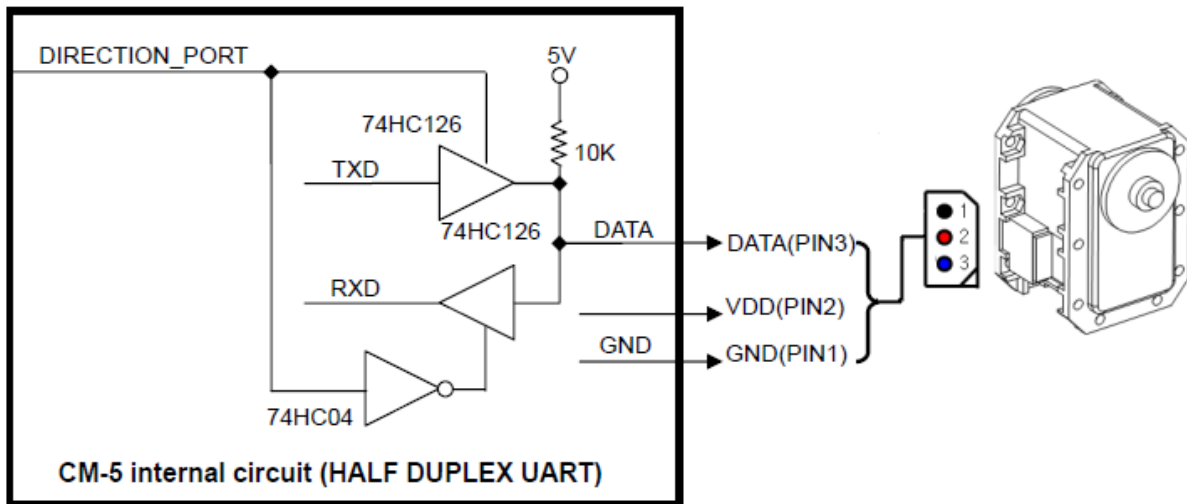 DIRECTION_PORT
5V
74HC126
10K
TXD
74HC126
DATA
DATA(PIN3)
1
2
3
RXD
VDD(PIN2)
GND
GND(PIN1)
74HC04
CM-5 internal circuit (HALF DUPLEX UART)